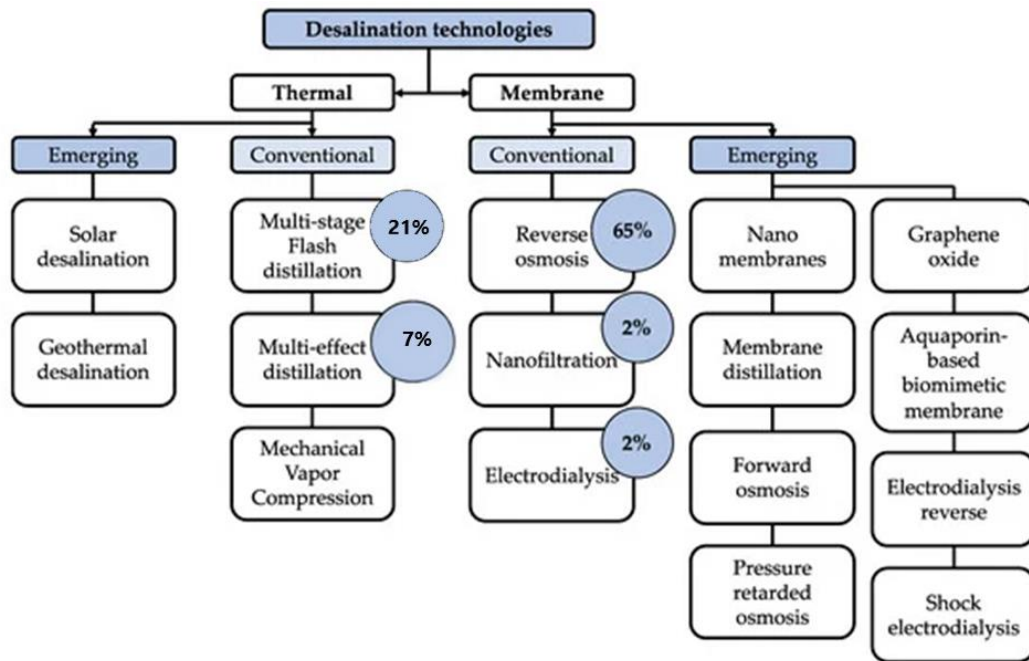 Desalination technologies
Thermal
Membrane
Emerging
Conventional
Conventional
Emerging
Solar
desalination
Geothermal
desalination
Multi-stage
Flash
distillation
21%
Multi-effect
distillation
7%
Mechanical
Vapor
Compression
Reverse
osmosis
65%
Nanofiltration
2%
Electrodialysis
2%
Nano
membranes
Membrane
distillation
Forward
osmosis
Pressure
retarded
osmosis
Graphene
oxide
Aquaporin-
based
biomimetic
membrane
Electrodialysis
reverse
Shock
electrodialysis